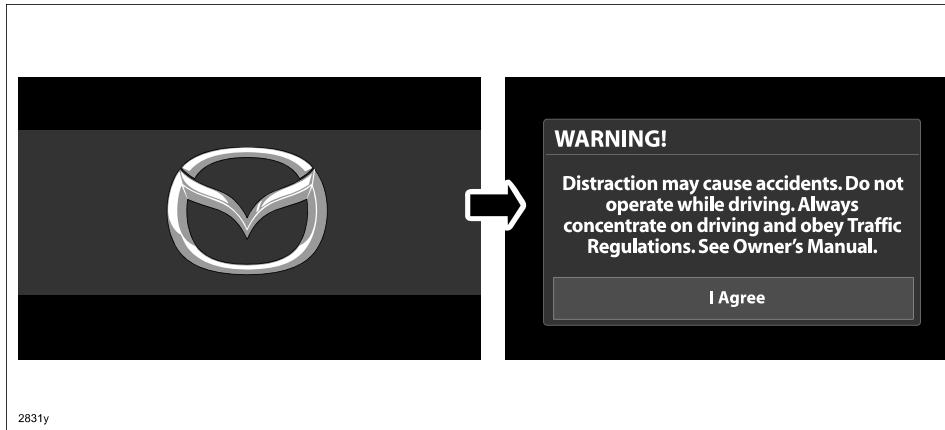 WARNING!
Distraction may cause accidents. Do not
operate while driving. Always
concentrate on driving and obey Traffic
Regulations. See Owner’s Manual.
I Agree
2831y